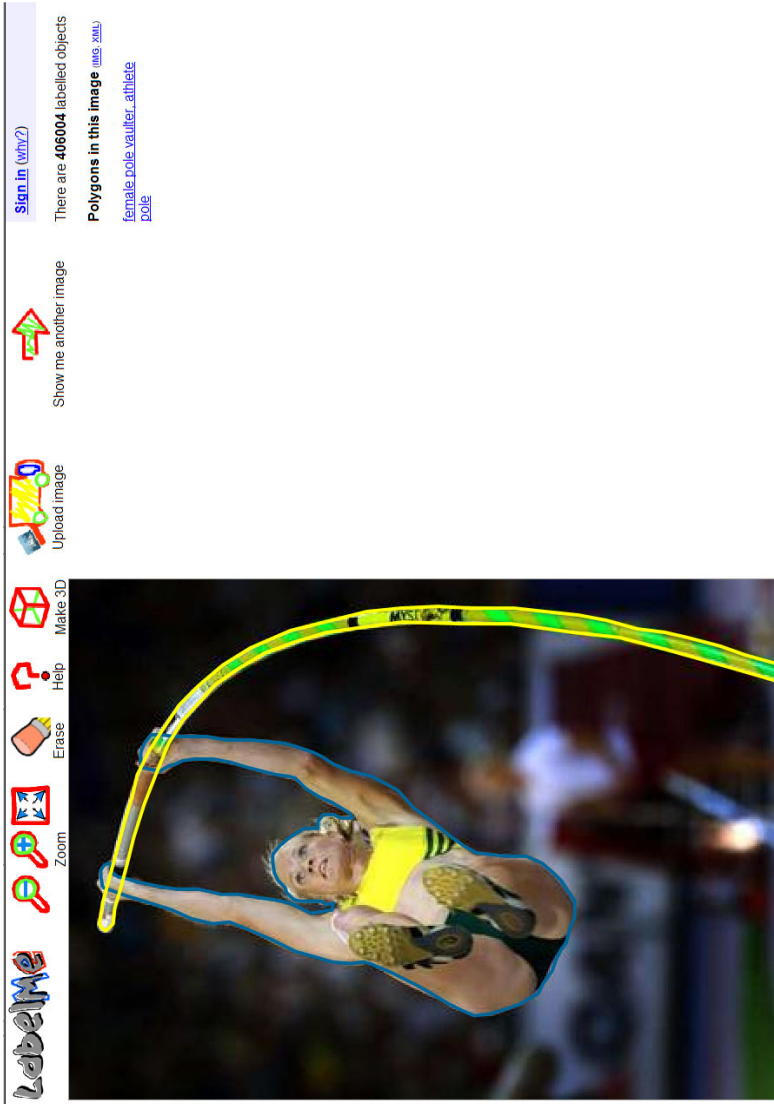 LabelMe
Zoom
Erase
Help
Make 3D
Upload image
Show me another image
Sign in (why?)
There are 406004 labelled objects
Polygons in this image (IMG, XML)
female pole vaulter, athlete
pole